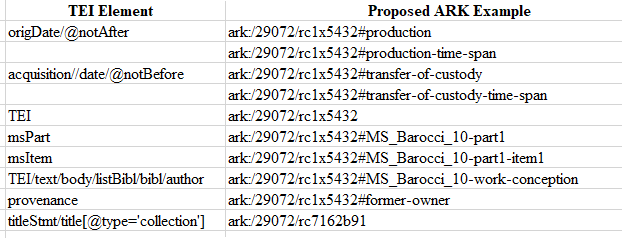 TEI Element Proposed ARK Example
origDate/@notAfter ark:/29072/rc1x5432#production
ark:/29072/rc1x5432#production-time-span
acquisition//date/@notBefore ark:/29072/rc1x5432#transfer-of-custody
ark:/29072/rc1x5432#transfer-of-custody-time-span
TEI ark:/29072/rc1x5432
msPart ark:/29072/rc1x5432#MS_Barocci_10-part1
msItem ark:/29072/rc1x5432#MS_Barocci_10-part1-item1
TEI/text/body/listBibl/bibl/author ark:/29072/rc1x5432#MS_Barocci_10-work-conception
provenance ark:/29072/rc1x5432#former-owner
titleStmt/title[@type='collection'] ark:/29072/rc7162b91